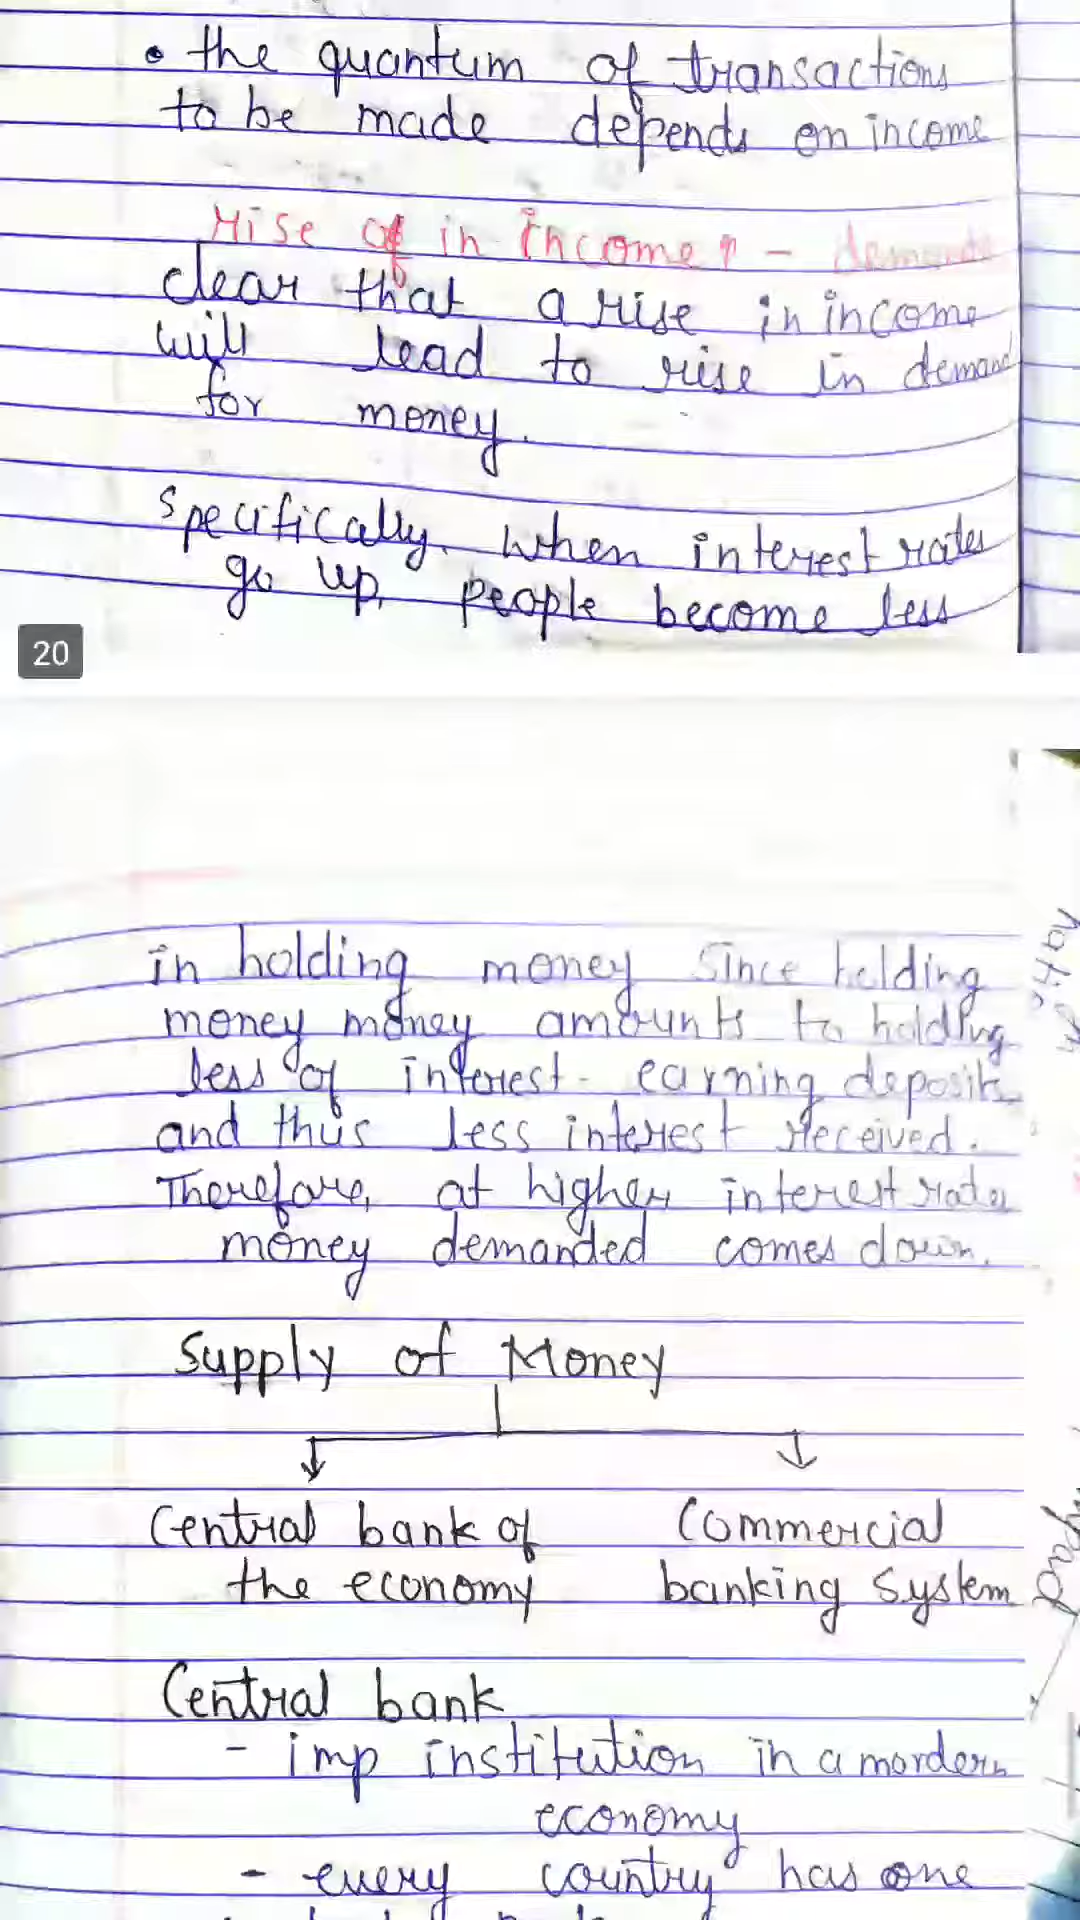 • the quantum of transactions
to be made depends on income
rise of in income↑ - demands
clear that a rise in income
will lead to rise in demand
for money.
specifically, when interest rates
go up, people become less
20
in holding money since holding
money money amounts to holding
less of interest- earning deposits
and thus less interest received.
Therefore, at higher interest rates
money demanded comes down.
Supply of Money
Central bank of Commercial
the economy banking system
Central bank
- imp institution in a mordern
economy
- every country has one